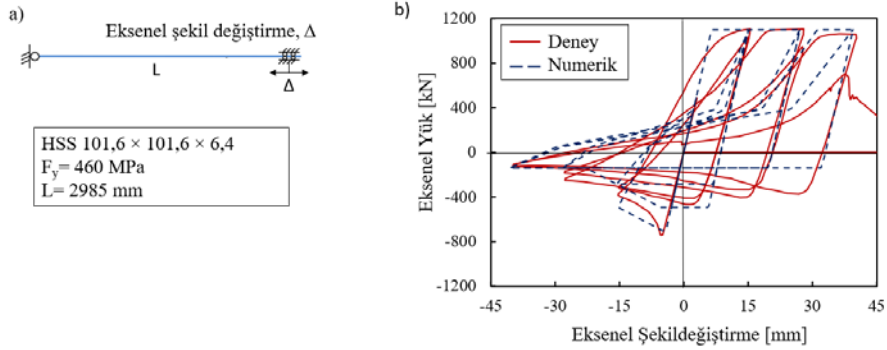 a)
Eksenel şekil değiştirme, Δ
L
Δ
HSS 101,6 × 101,6 × 6,4
Fy= 460 MPa
L= 2985 mm
b)
Eksenel Yük [kN]
1200
800
400
0
-400
-800
-1200
Deney
Numerik
-45 -30 -15 0 15 30 45
Eksenel Şekildeğiştirme [mm]